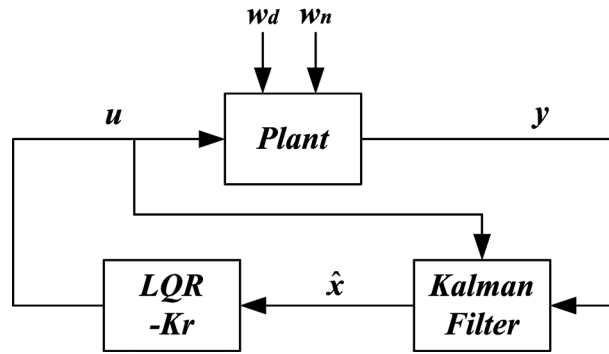 w_d w_n
u
Plant
y
LQR
-Kr
x̂
Kalman
Filter